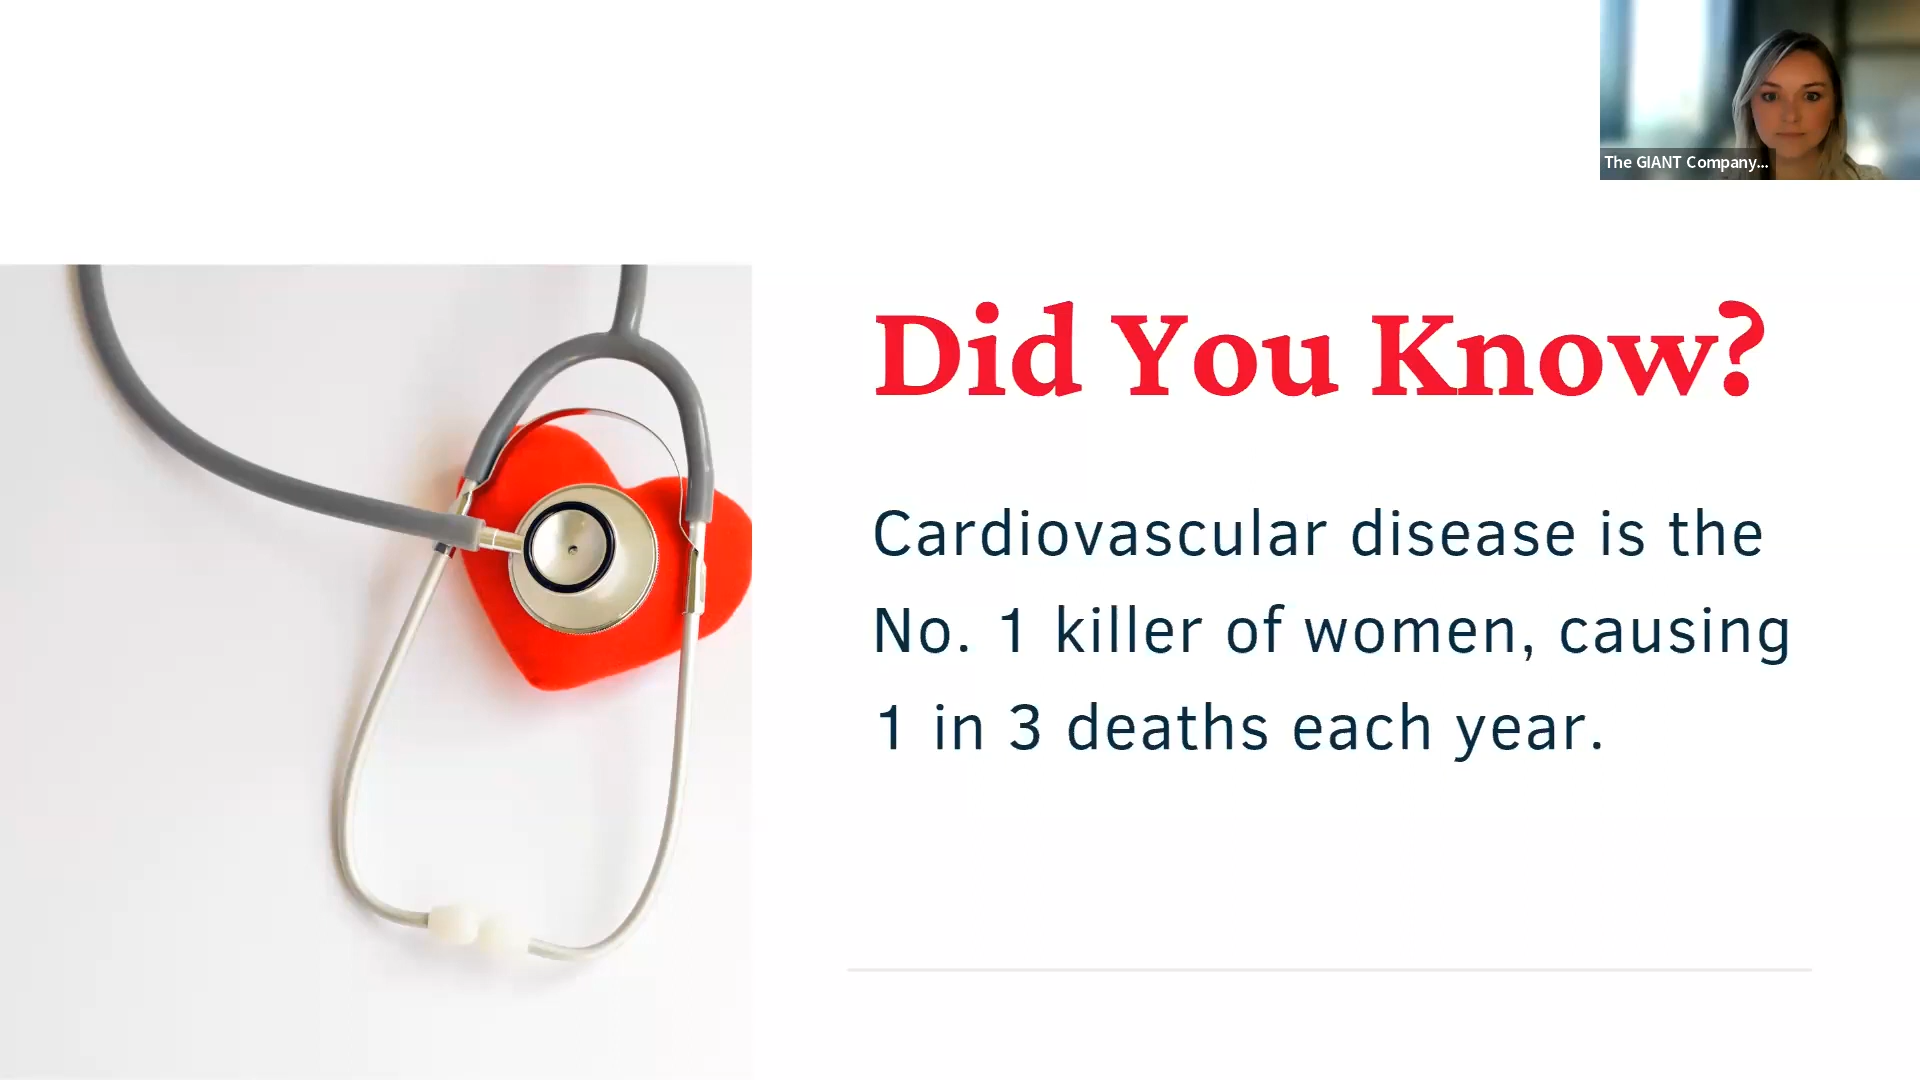 The GIANT Company...
Did You Know?
Cardiovascular disease is the
No. 1 killer of women, causing
1 in 3 deaths each year.